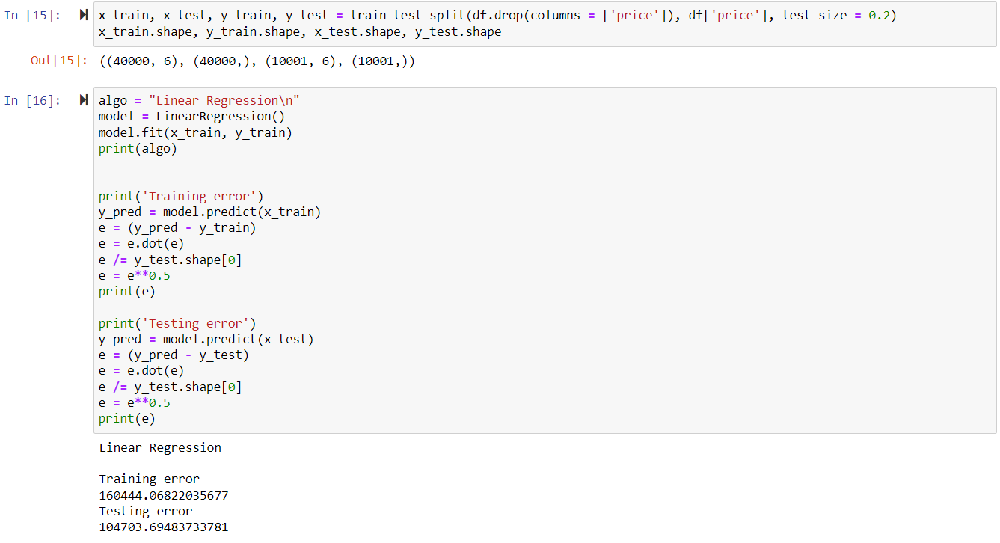 In [15]: x_train, x_test, y_train, y_test = train_test_split(df.drop(columns = ['price']), df['price'], test_size = 0.2)
x_train.shape, y_train.shape, x_test.shape, y_test.shape
Out[15]: ((40000, 6), (40000,), (10001, 6), (10001,))
In [16]: algo = "Linear Regression\n"
model = LinearRegression()
model.fit(x_train, y_train)
print(algo)
print('Training error')
y_pred = model.predict(x_train)
e = (y_pred - y_train)
e = e.dot(e)
e /= y_test.shape[0]
e = e**0.5
print(e)
print('Testing error')
y_pred = model.predict(x_test)
e = (y_pred - y_test)
e = e.dot(e)
e /= y_test.shape[0]
e = e**0.5
print(e)
Linear Regression
Training error
160444.06822035677
Testing error
104703.69483733781